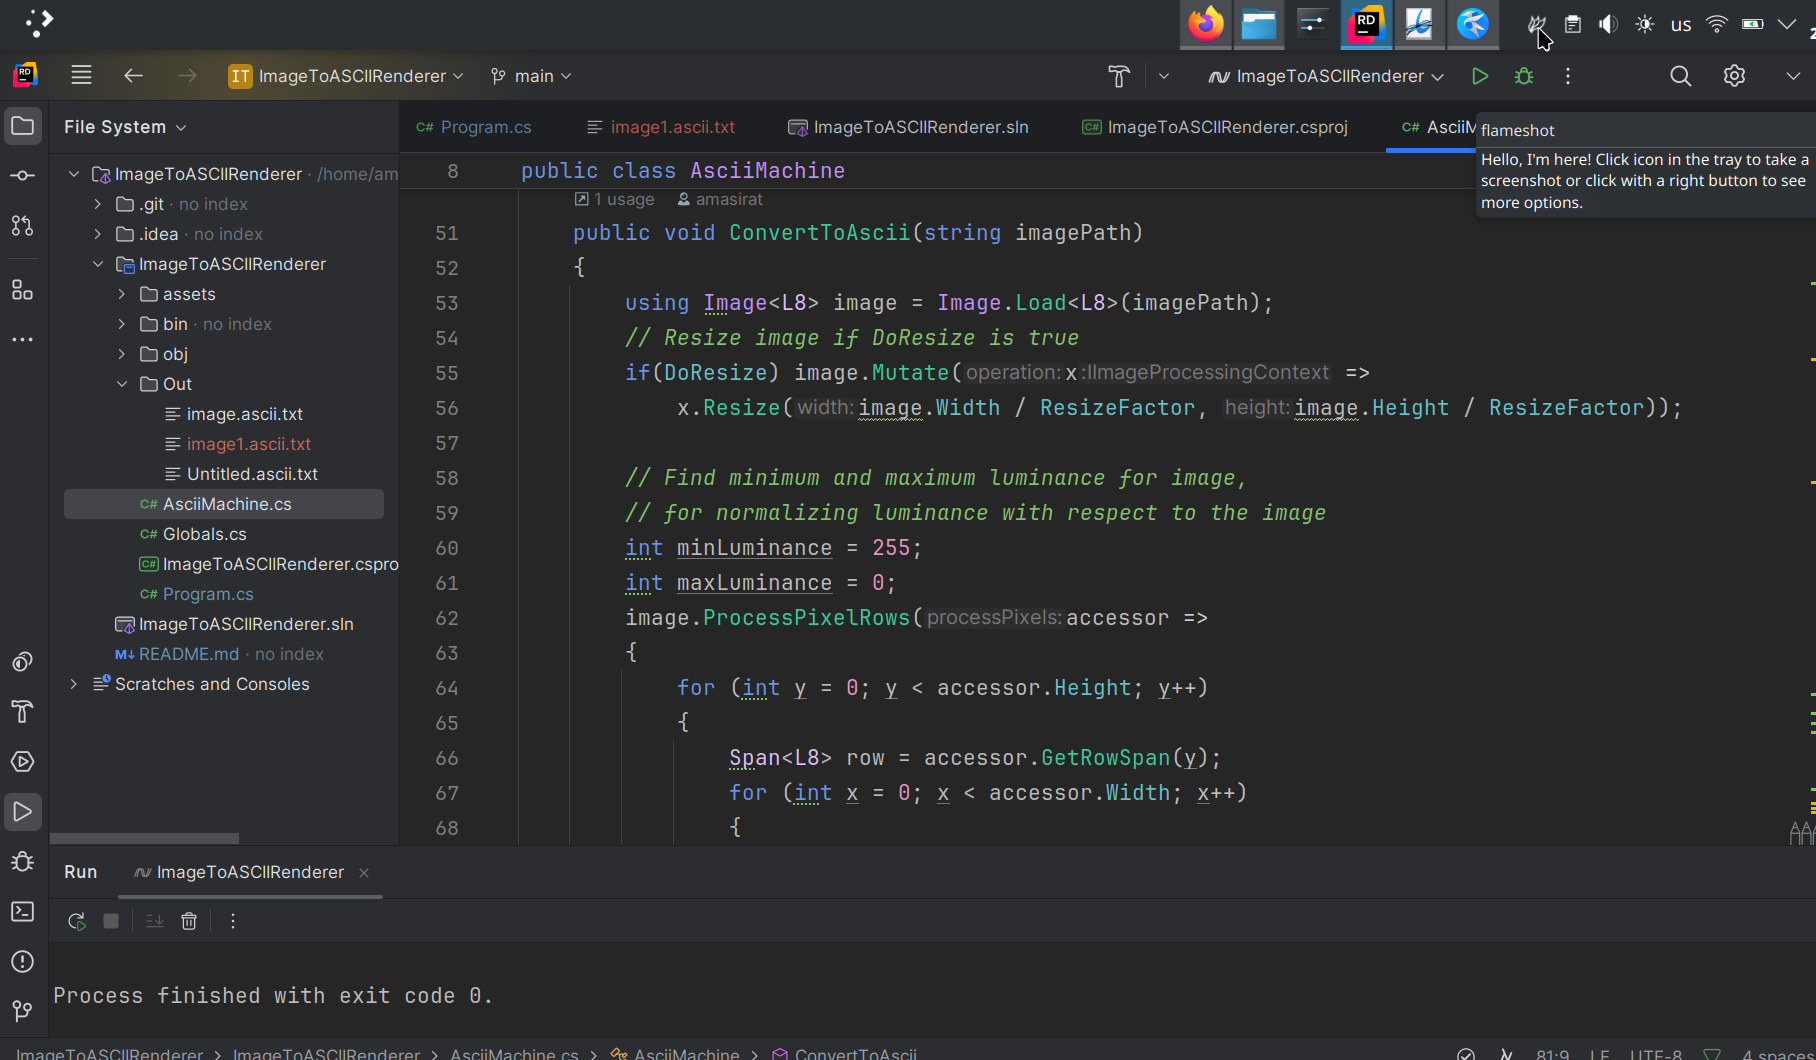 us
IT ImageToASCIIRenderer
main
ImageToASCIIRenderer
File System
C# Program.cs
image1.ascii.txt
ImageToASCIIRenderer.sln
C# ImageToASCIIRenderer.csproj
C# AsciiM
flameshot
Hello, I'm here! Click icon in the tray to take a
screenshot or click with a right button to see
more options.
ImageToASCIIRenderer · /home/am
.git · no index
.idea · no index
ImageToASCIIRenderer
assets
bin · no index
obj
Out
image.ascii.txt
image1.ascii.txt
Untitled.ascii.txt
C# AsciiMachine.cs
C# Globals.cs
C# ImageToASCIIRenderer.cspro
C# Program.cs
ImageToASCIIRenderer.sln
M↓ README.md · no index
Scratches and Consoles
8 public class AsciiMachine
1 usage amasirat
51 public void ConvertToAscii(string imagePath)
52 {
53 using Image<L8> image = Image.Load<L8>(imagePath);
54 // Resize image if DoResize is true
55 if(DoResize) image.Mutate( operation: x :IImageProcessingContext =>
56 x.Resize( width: image.Width / ResizeFactor, height: image.Height / ResizeFactor));
57
58 // Find minimum and maximum luminance for image,
59 // for normalizing luminance with respect to the image
60 int minLuminance = 255;
61 int maxLuminance = 0;
62 image.ProcessPixelRows( processPixels: accessor =>
63 {
64 for (int y = 0; y < accessor.Height; y++)
65 {
66 Span<L8> row = accessor.GetRowSpan(y);
67 for (int x = 0; x < accessor.Width; x++)
68 {
Run ImageToASCIIRenderer
Process finished with exit code 0.
ImageToASCIIRenderer > ImageToASCIIRenderer > AsciiMachine.cs > AsciiMachine > ConvertToAscii
81:9 LF UTF-8 4 spaces